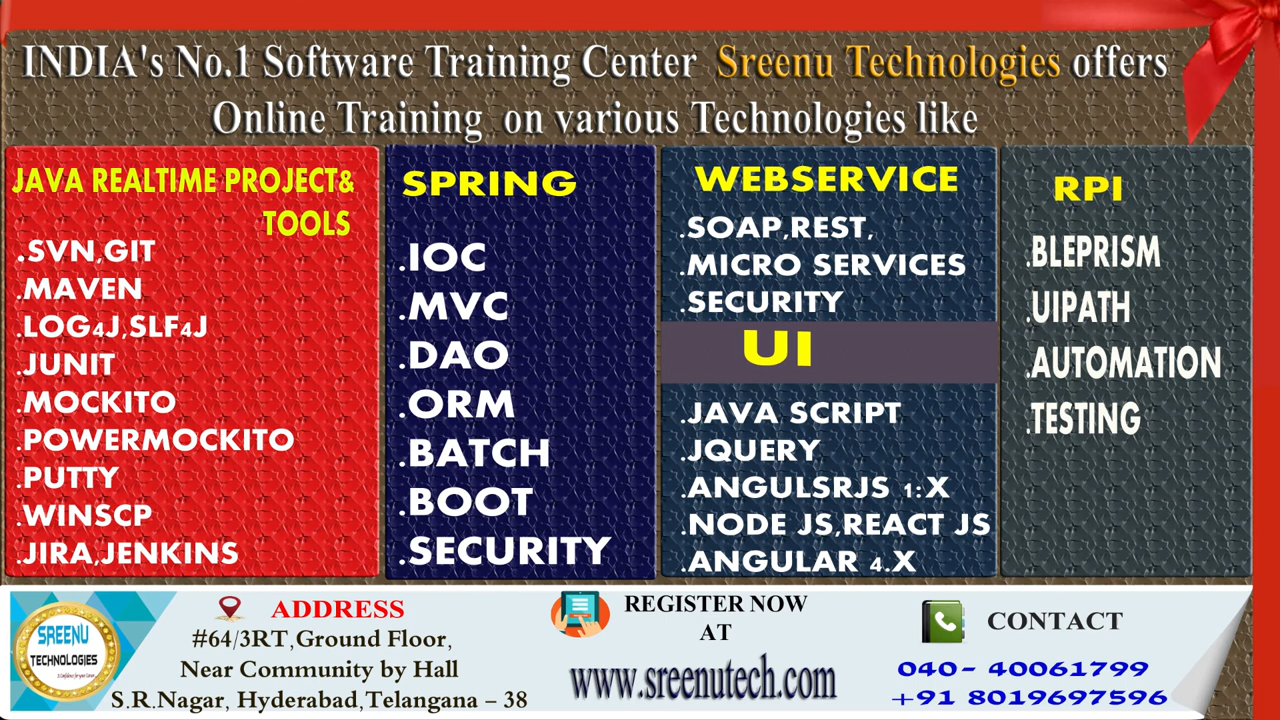 INDIA's No.1 Software Training Center Sreenu Technologies offers
Online Training on various Technologies like
JAVA REALTIME PROJECT&
TOOLS
.SVN,GIT
.MAVEN
.LOG4J,SLF4J
.JUNIT
.MOCKITO
.POWERMOCKITO
.PUTTY
.WINSCP
.JIRA,JENKINS
SPRING
.IOC
.MVC
.DAO
.ORM
.BATCH
.BOOT
.SECURITY
WEBSERVICE
.SOAP,REST,
.MICRO SERVICES
.SECURITY
UI
.JAVA SCRIPT
.JQUERY
.ANGULSRJS 1:X
.NODE JS,REACT JS
.ANGULAR 4.X
RPI
.BLEPRISM
.UIPATH
.AUTOMATION
.TESTING
SREENU
TECHNOLOGIES
ADDRESS
#64/3RT,Ground Floor,
Near Community by Hall
S.R.Nagar, Hyderabad,Telangana – 38
REGISTER NOW
AT
www.sreenutech.com
CONTACT
040- 40061799
+91 8019697596